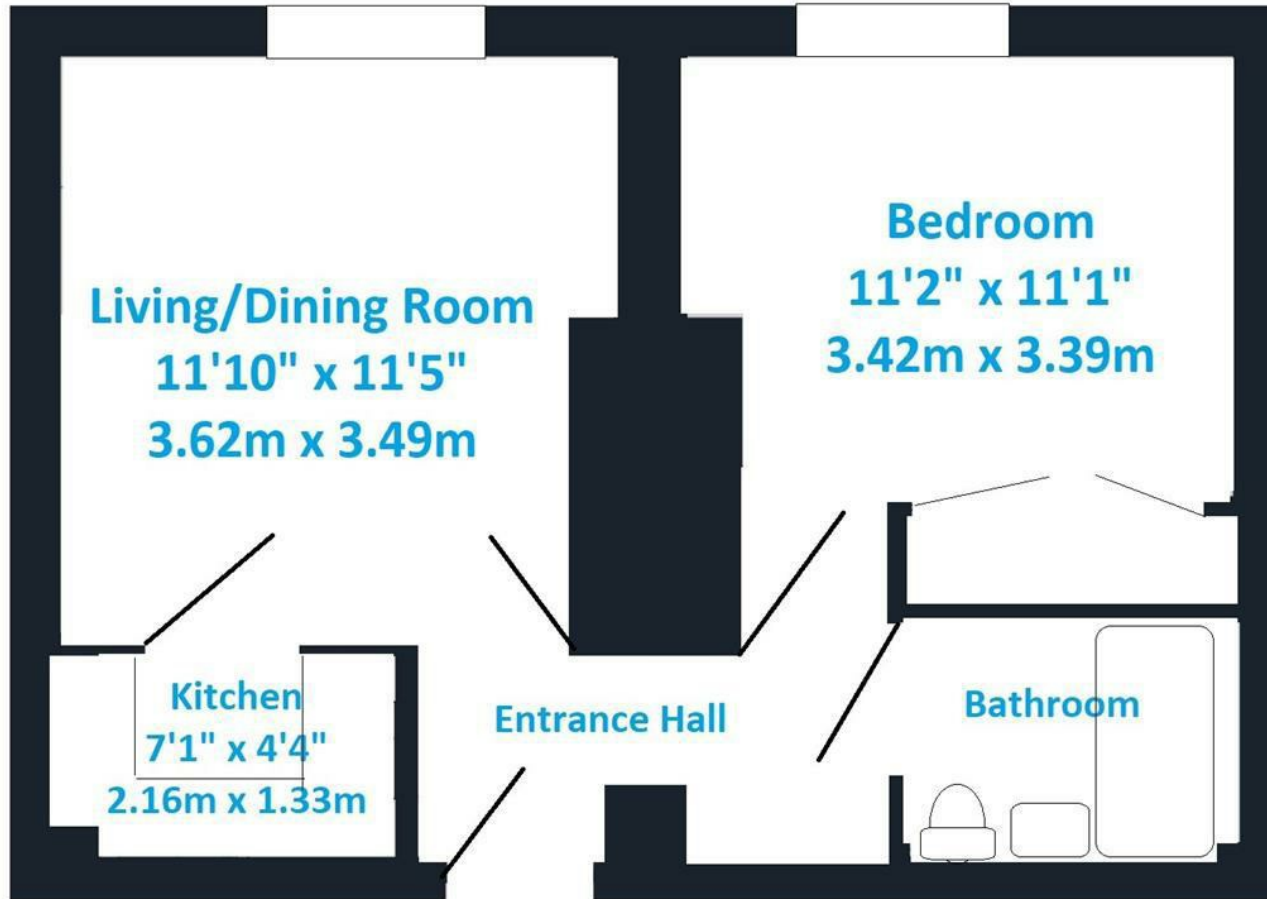 Living/Dining Room
11'10" x 11'5"
3.62m x 3.49m
Bedroom
11'2" x 11'1"
3.42m x 3.39m
Kitchen
7'1" x 4'4"
2.16m x 1.33m
Entrance Hall
Bathroom